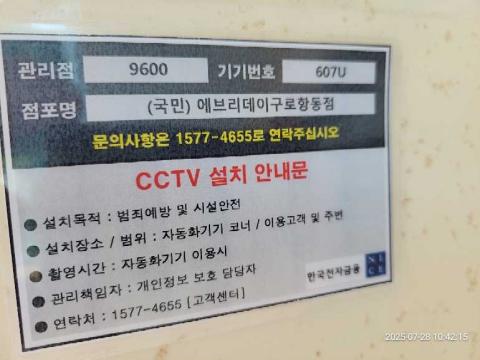 관리점 9600 기기번호 607U
점포명 (국민) 에브리데이구로항동점
문의사항은 1577-4655로 연락주십시오
CCTV 설치 안내문
● 설치목적 : 범죄예방 및 시설안전
● 설치장소 / 범위 : 자동화기기 코너 / 이용고객 및 주변
● 촬영시간 : 자동화기기 이용시
● 관리책임자 : 개인정보 보호 담당자
● 연락처 : 1577-4655 [고객센터]
한국전자금융 NICE
2025-07-28 10:42:15